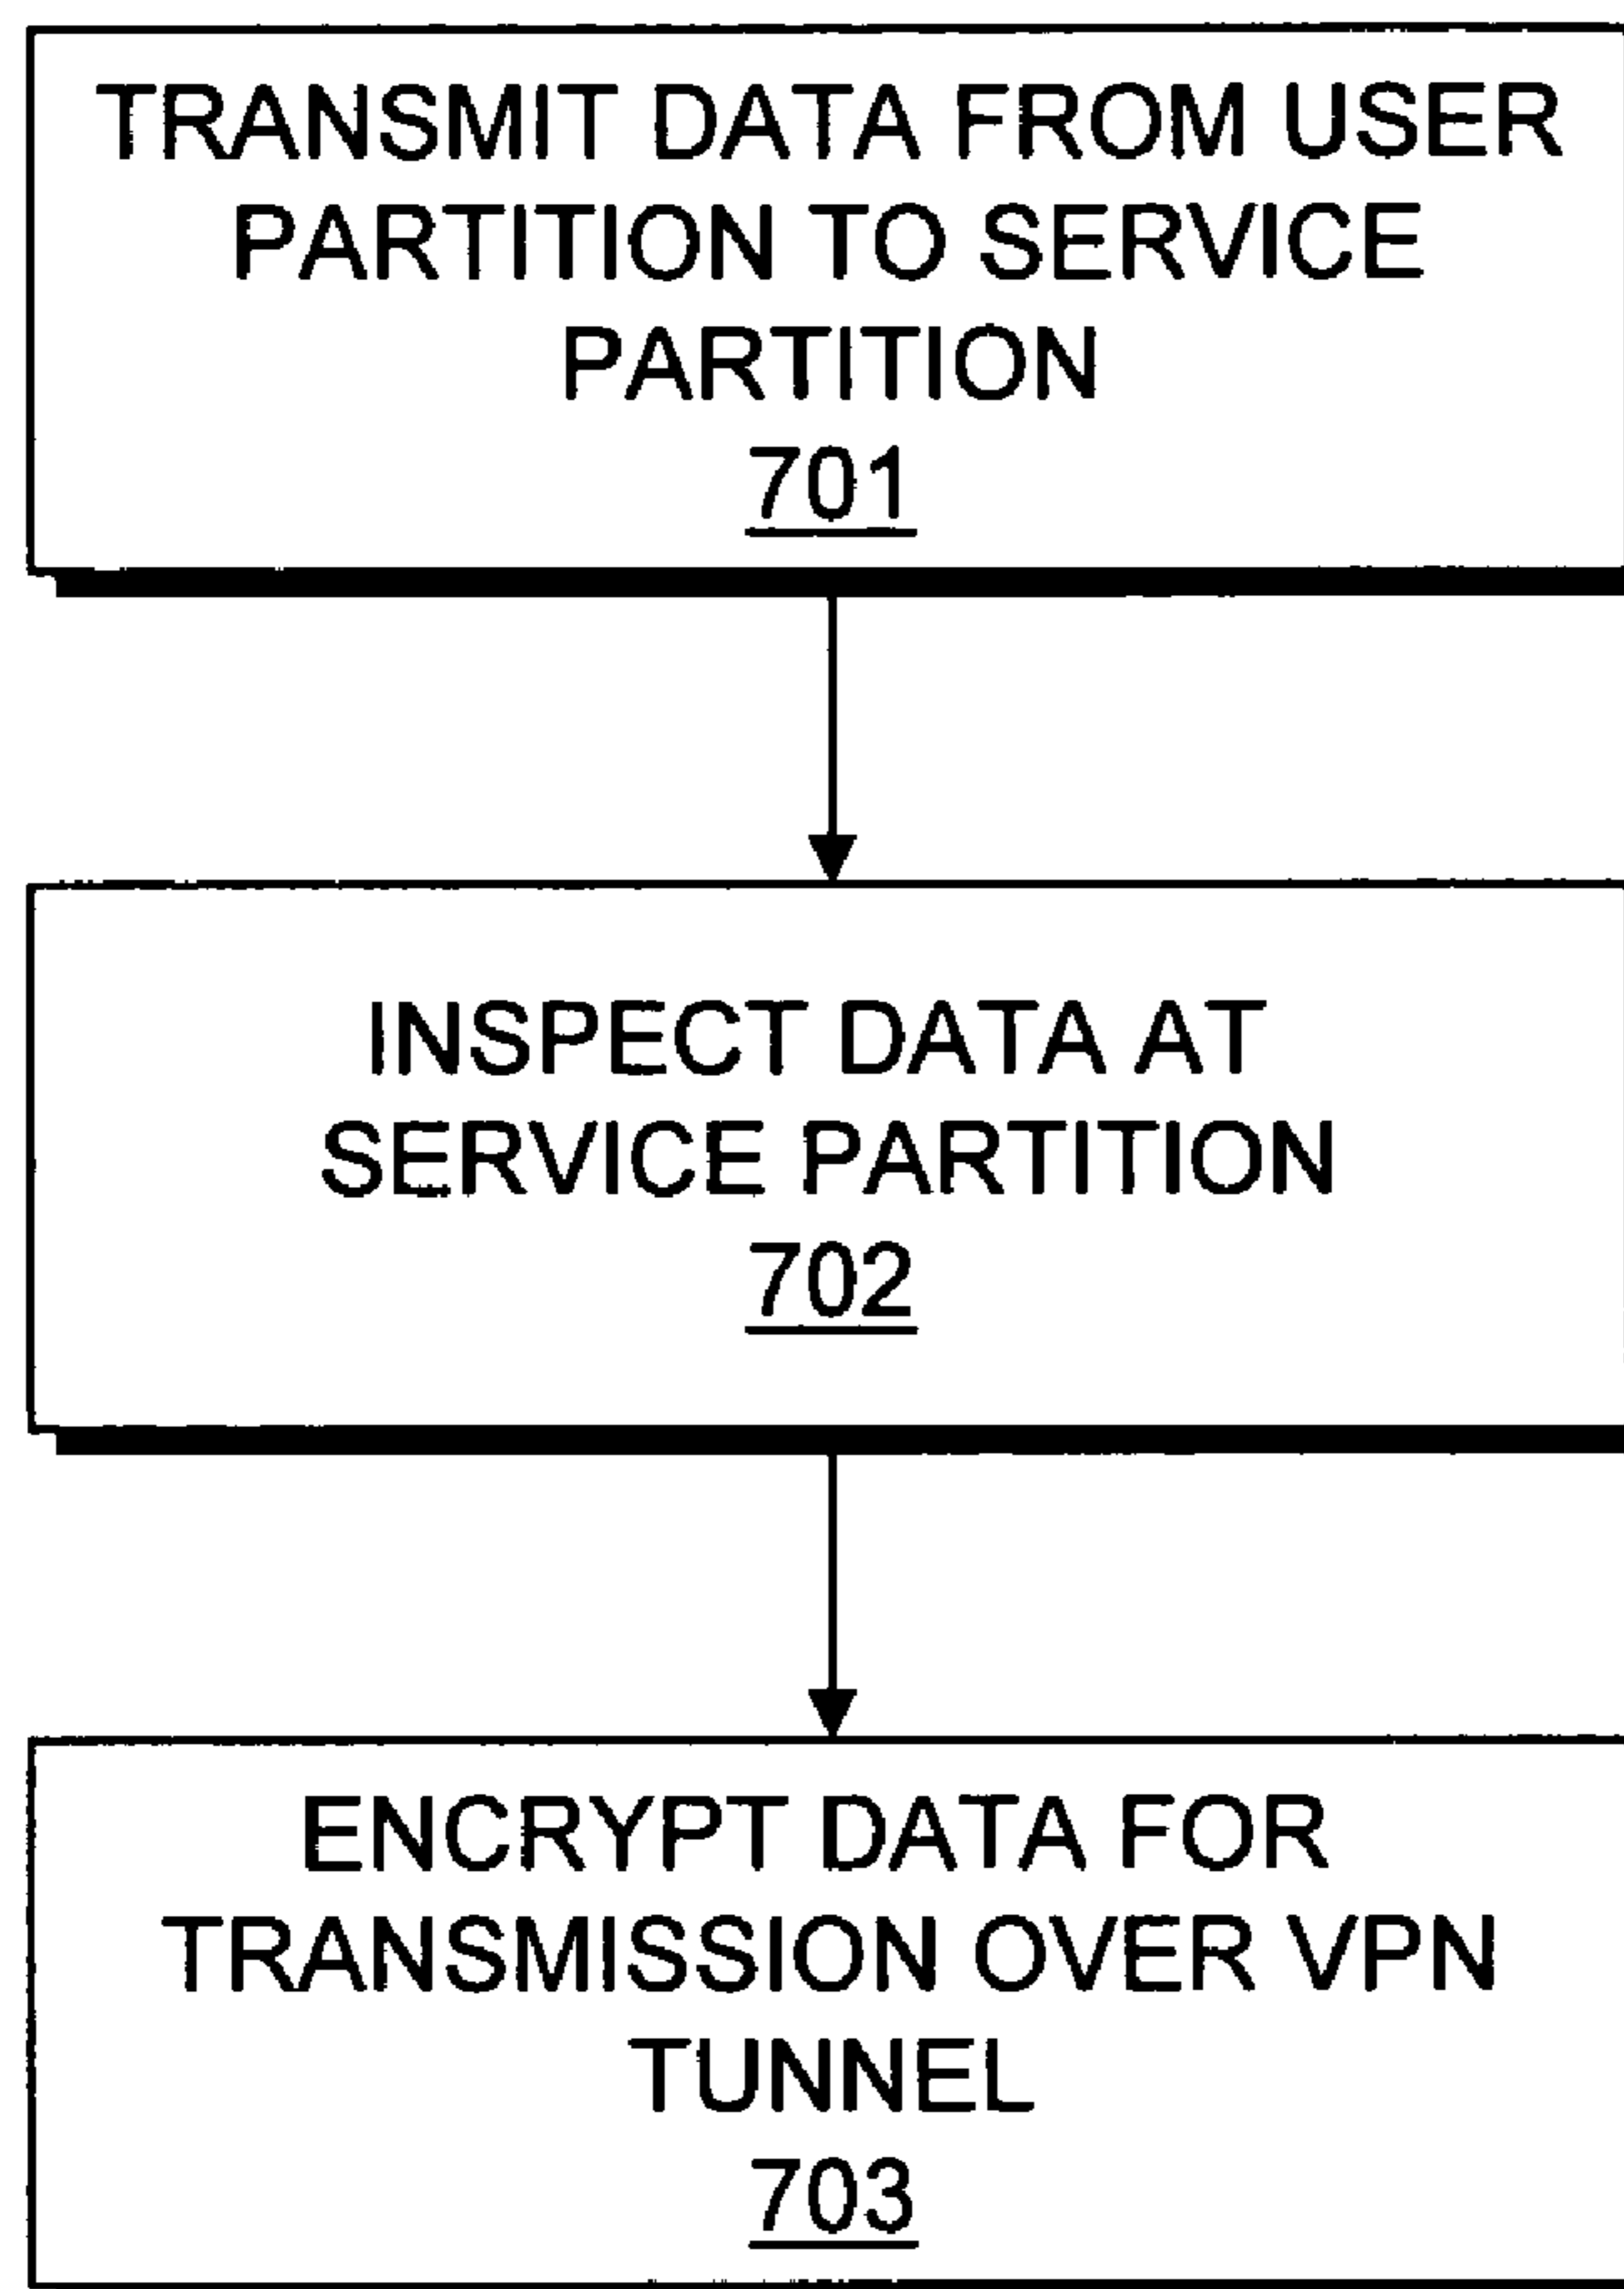 TRANSMIT DATA FROM USER
PARTITION TO SERVICE
PARTITION
701
INSPECT DATA AT
SERVICE PARTITION
702
ENCRYPT DATA FOR
TRANSMISSION OVER VPN
TUNNEL
703